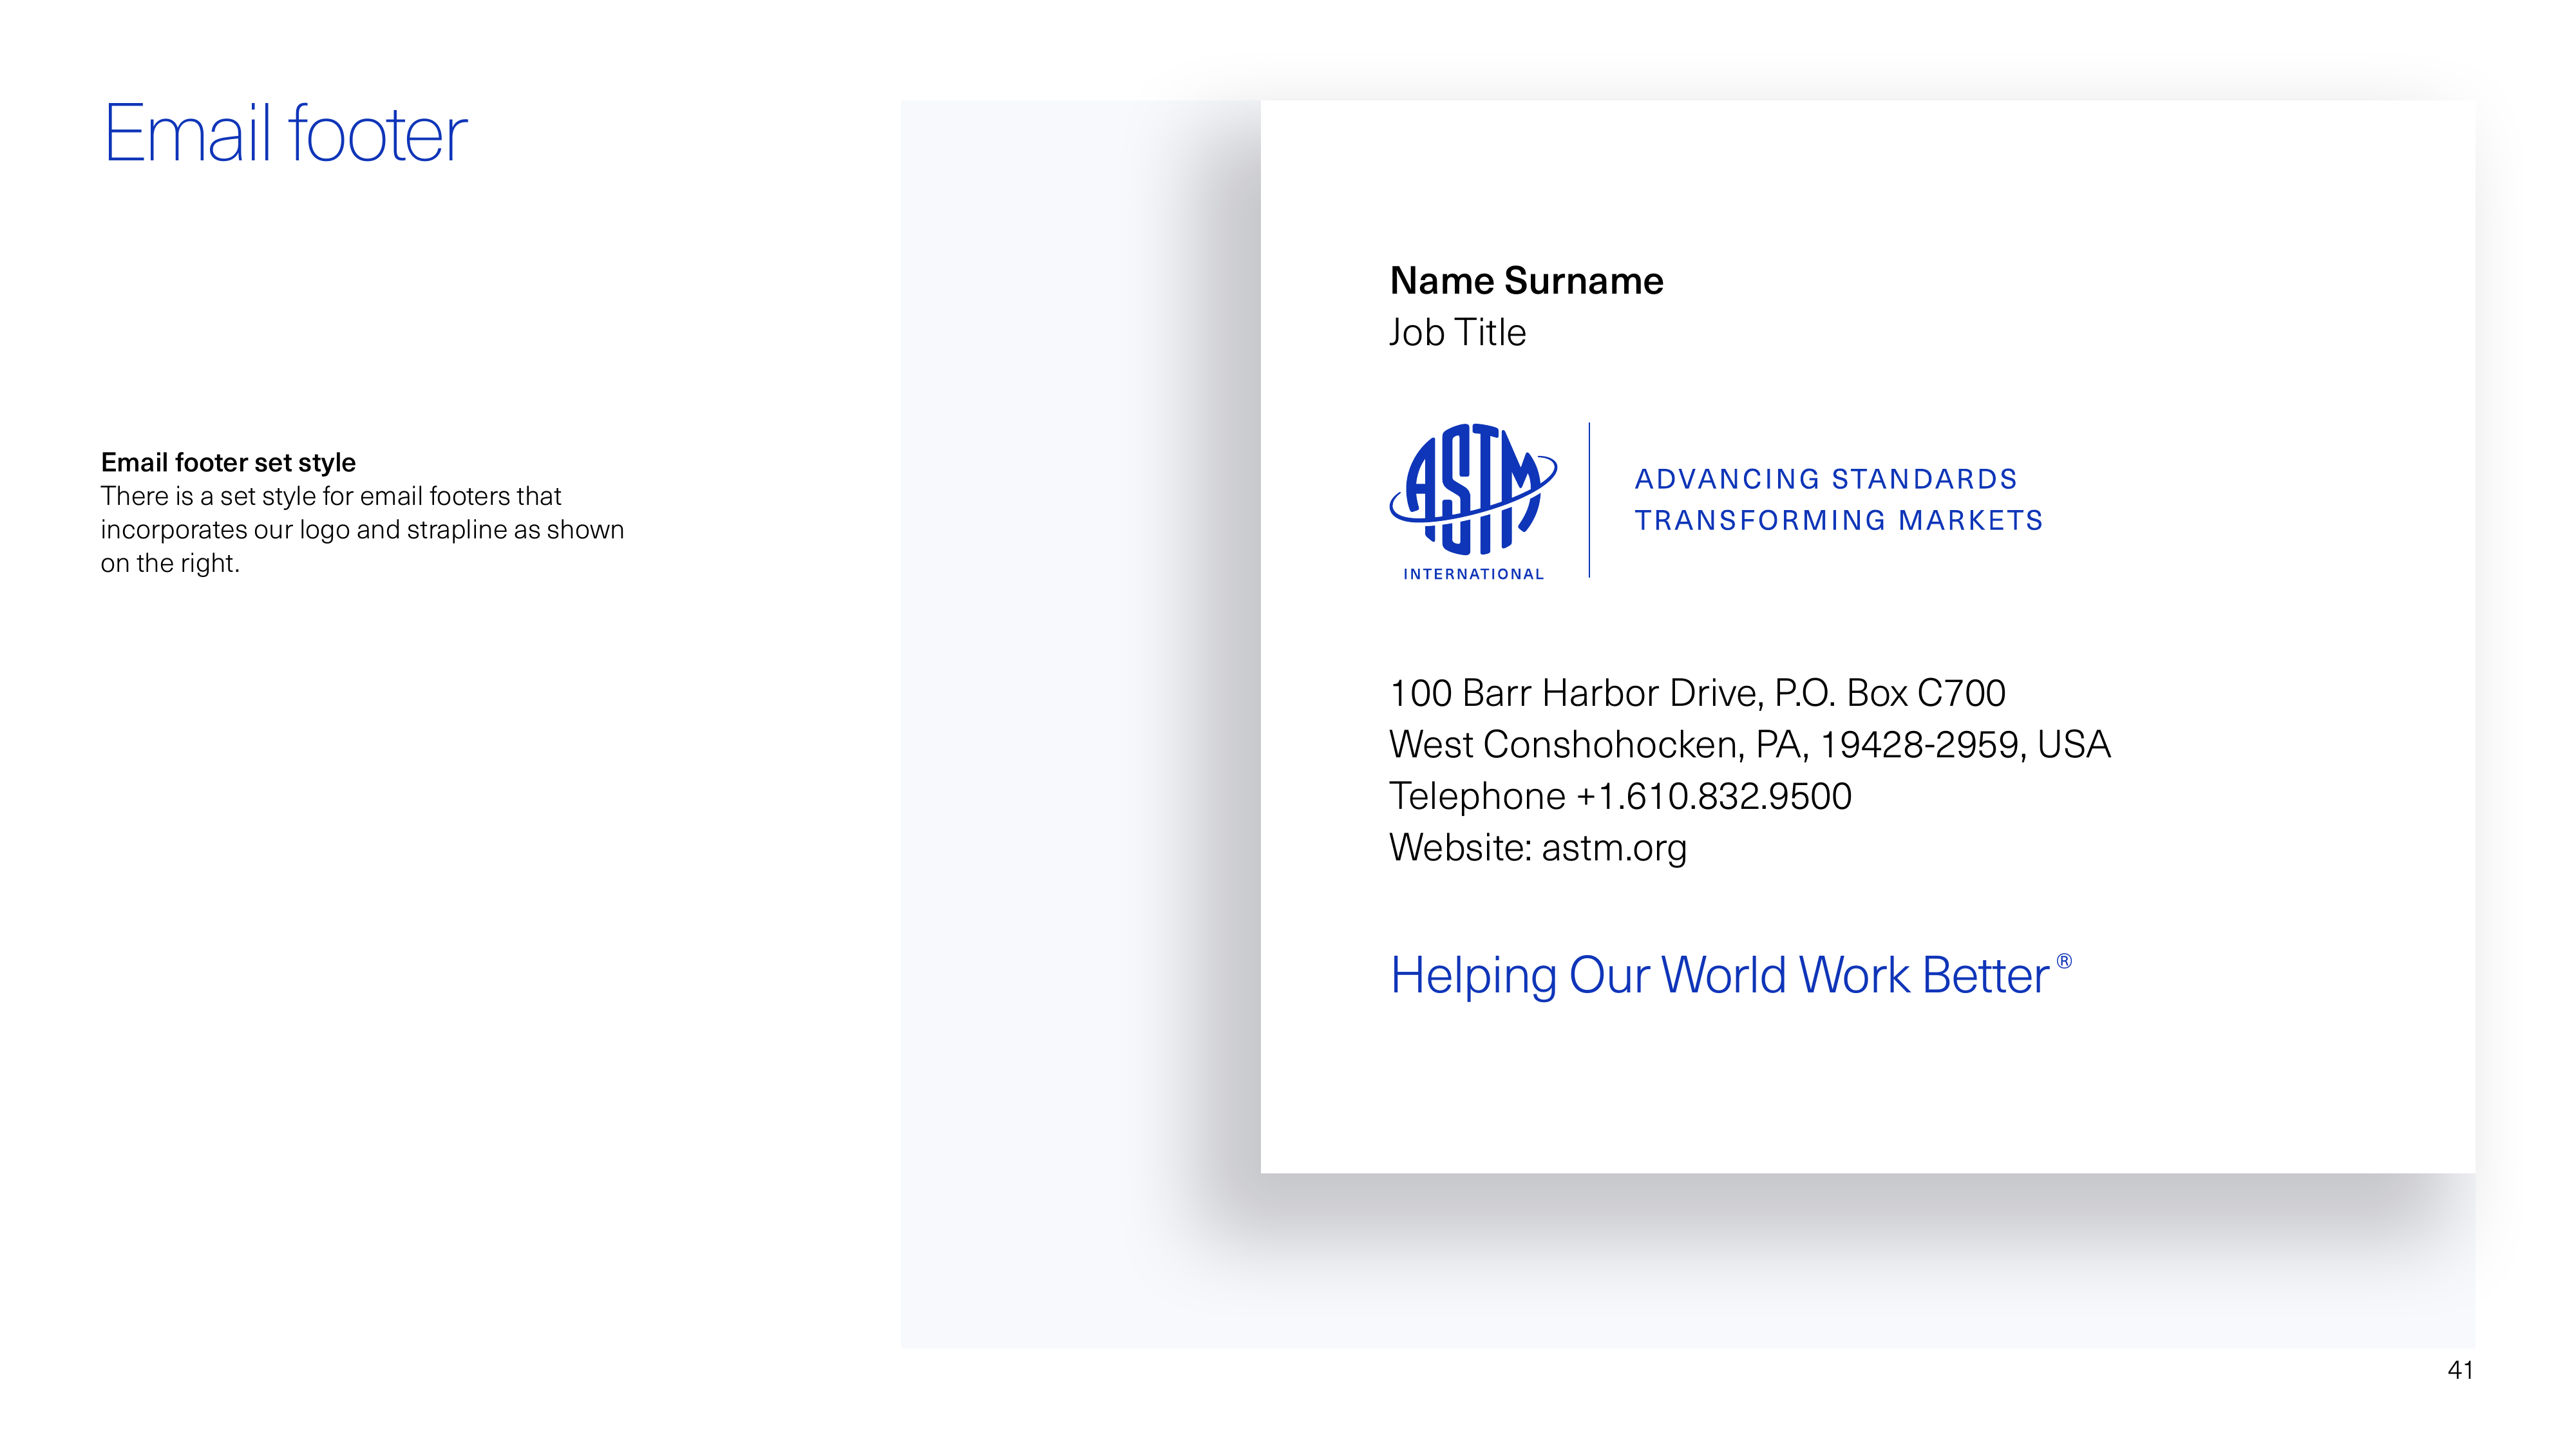 Email footer
Email footer set style
There is a set style for email footers that
incorporates our logo and strapline as shown
on the right.
Name Surname
Job Title
ASTM
INTERNATIONAL
ADVANCING STANDARDS
TRANSFORMING MARKETS
100 Barr Harbor Drive, P.O. Box C700
West Conshohocken, PA, 19428-2959, USA
Telephone +1.610.832.9500
Website: astm.org
Helping Our World Work Better®
41